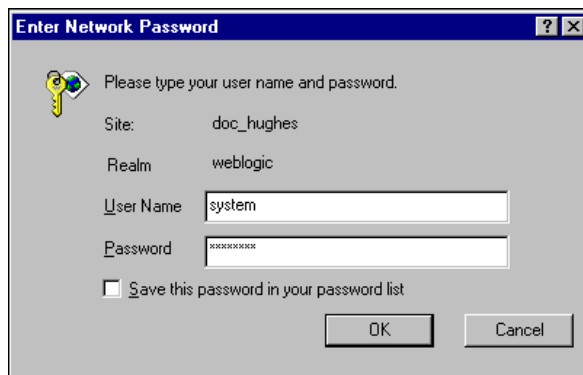 Enter Network Password
Please type your user name and password.
Site: doc_hughes
Realm weblogic
User Name system
Password ********
Save this password in your password list
OK Cancel